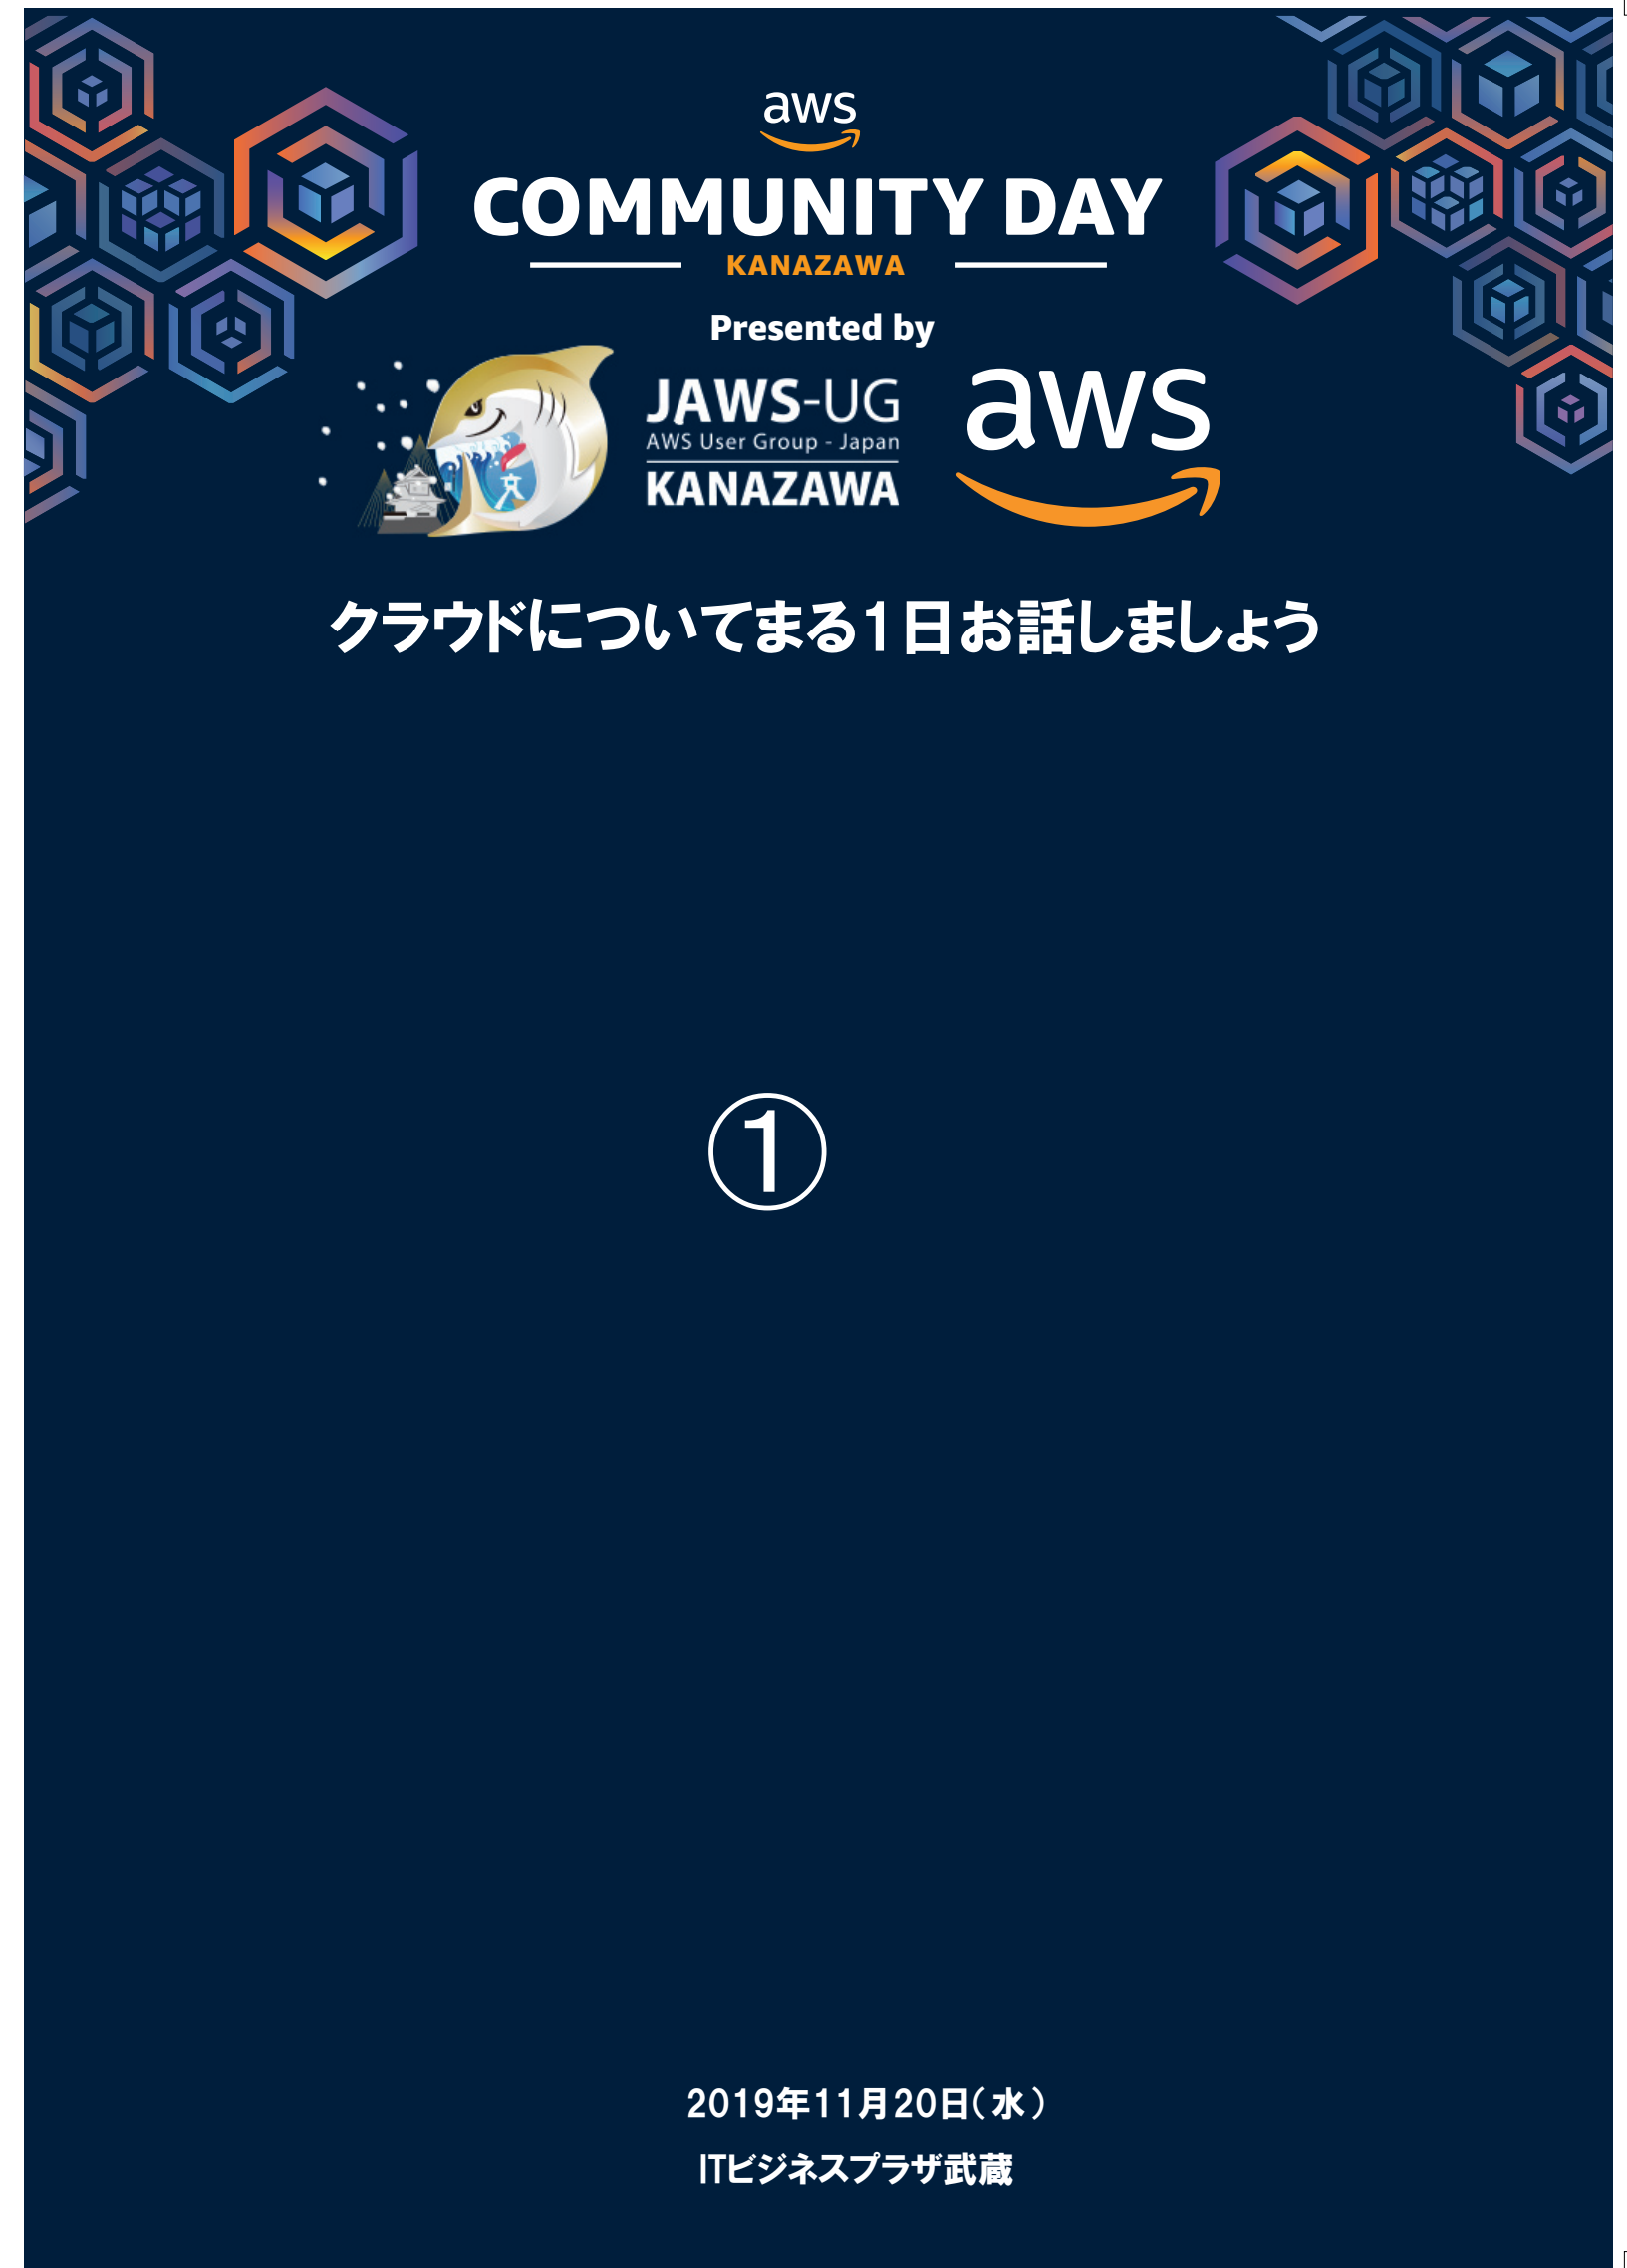 aws
COMMUNITY DAY
KANAZAWA
Presented by
JAWS-UG
AWS User Group - Japan
KANAZAWA
aws
クラウドについてまる1日お話しましょう
①
2019年11月20日(水)
ITビジネスプラザ武蔵